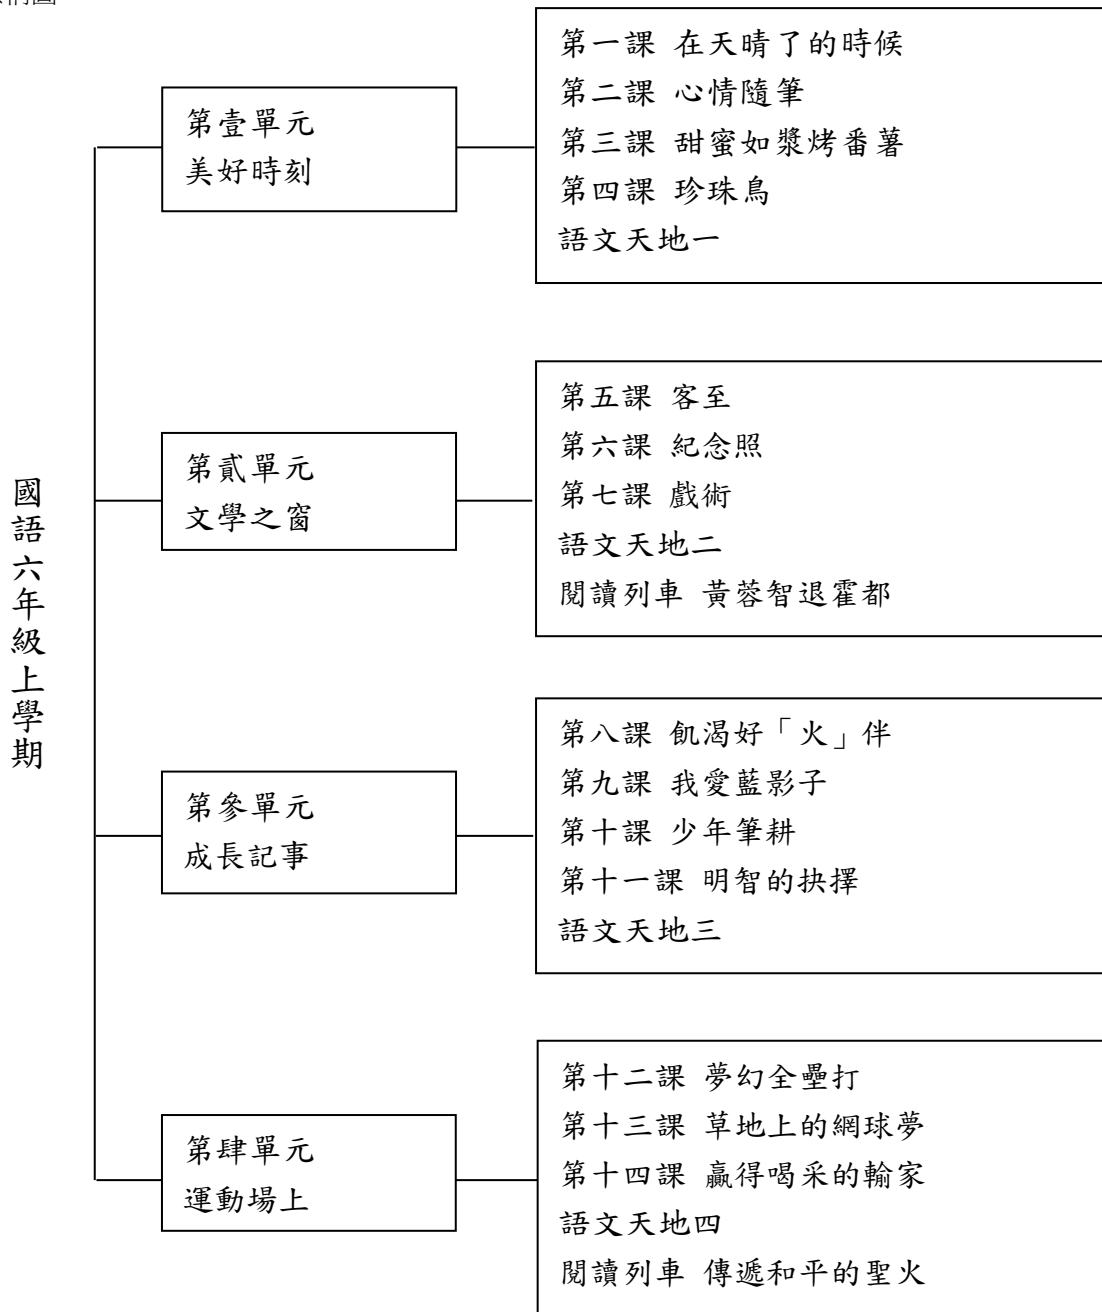 國語六年級上學期
第壹單元
美好時刻
第一課 在天晴了的時候
第二課 心情隨筆
第三課 甜蜜如漿烤番薯
第四課 珍珠鳥
語文天地一
第貳單元
文學之窗
第五課 客至
第六課 紀念照
第七課 戲術
語文天地二
閱讀列車 黃蓉智退霍都
第參單元
成長記事
第八課 飢渴好「火」伴
第九課 我愛藍影子
第十課 少年筆耕
第十一課 明智的抉擇
語文天地三
第肆單元
運動場上
第十二課 夢幻全壘打
第十三課 草地上的網球夢
第十四課 贏得喝采的輸家
語文天地四
閱讀列車 傳遞和平的聖火